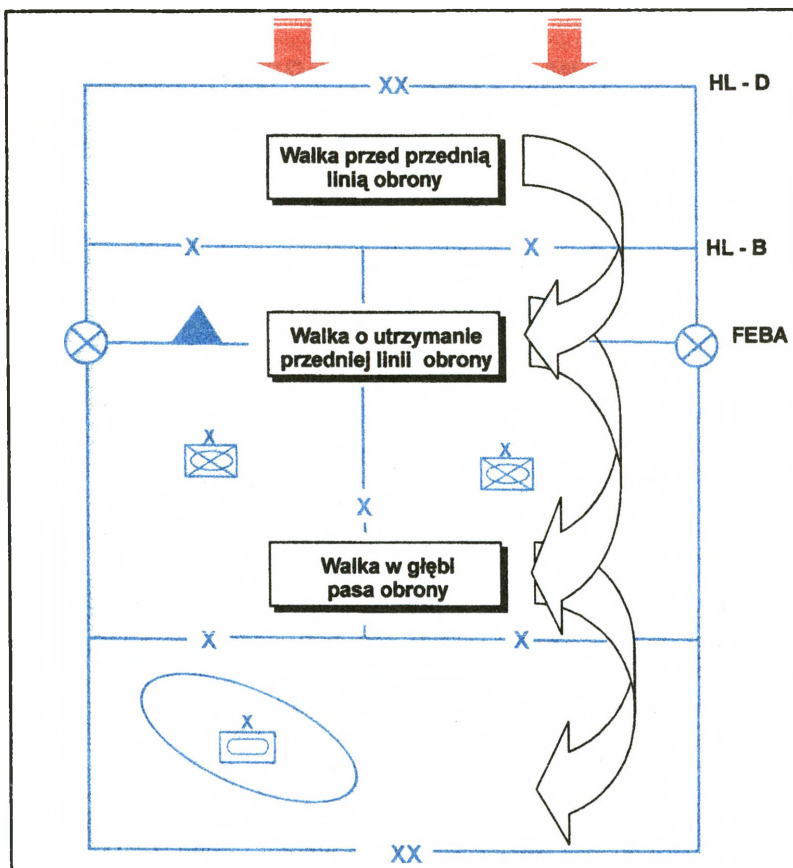 XX
HL - D
Walka przed przednią
linią obrony
X
X
HL - B
Walka o utrzymanie
przedniej linii obrony
FEBA
X
X
X
Walka w głębi
pasa obrony
X
X
X
XX